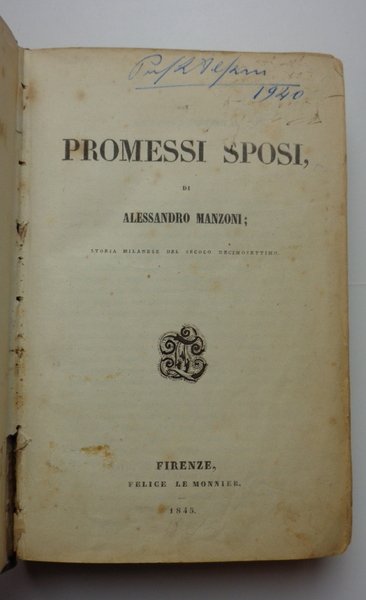 1940
PROMESSI SPOSI,
DI
ALESSANDRO MANZONI;
STORIA MILANESE DEL SECOLO DECIMOSETTIMO.
FIRENZE,
FELICE LE MONNIER.
1845.